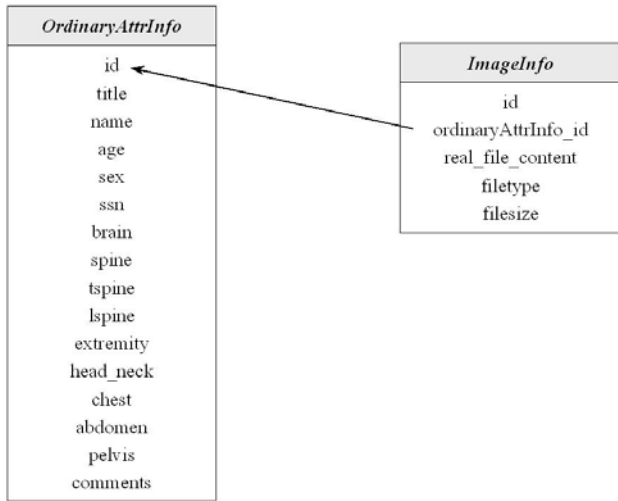 OrdinaryAttrInfo
id
title
name
age
sex
ssn
brain
spine
tspine
lspine
extremity
head_neck
chest
abdomen
pelvis
comments
ImageInfo
id
ordinaryAttrInfo_id
real_file_content
filetype
filesize